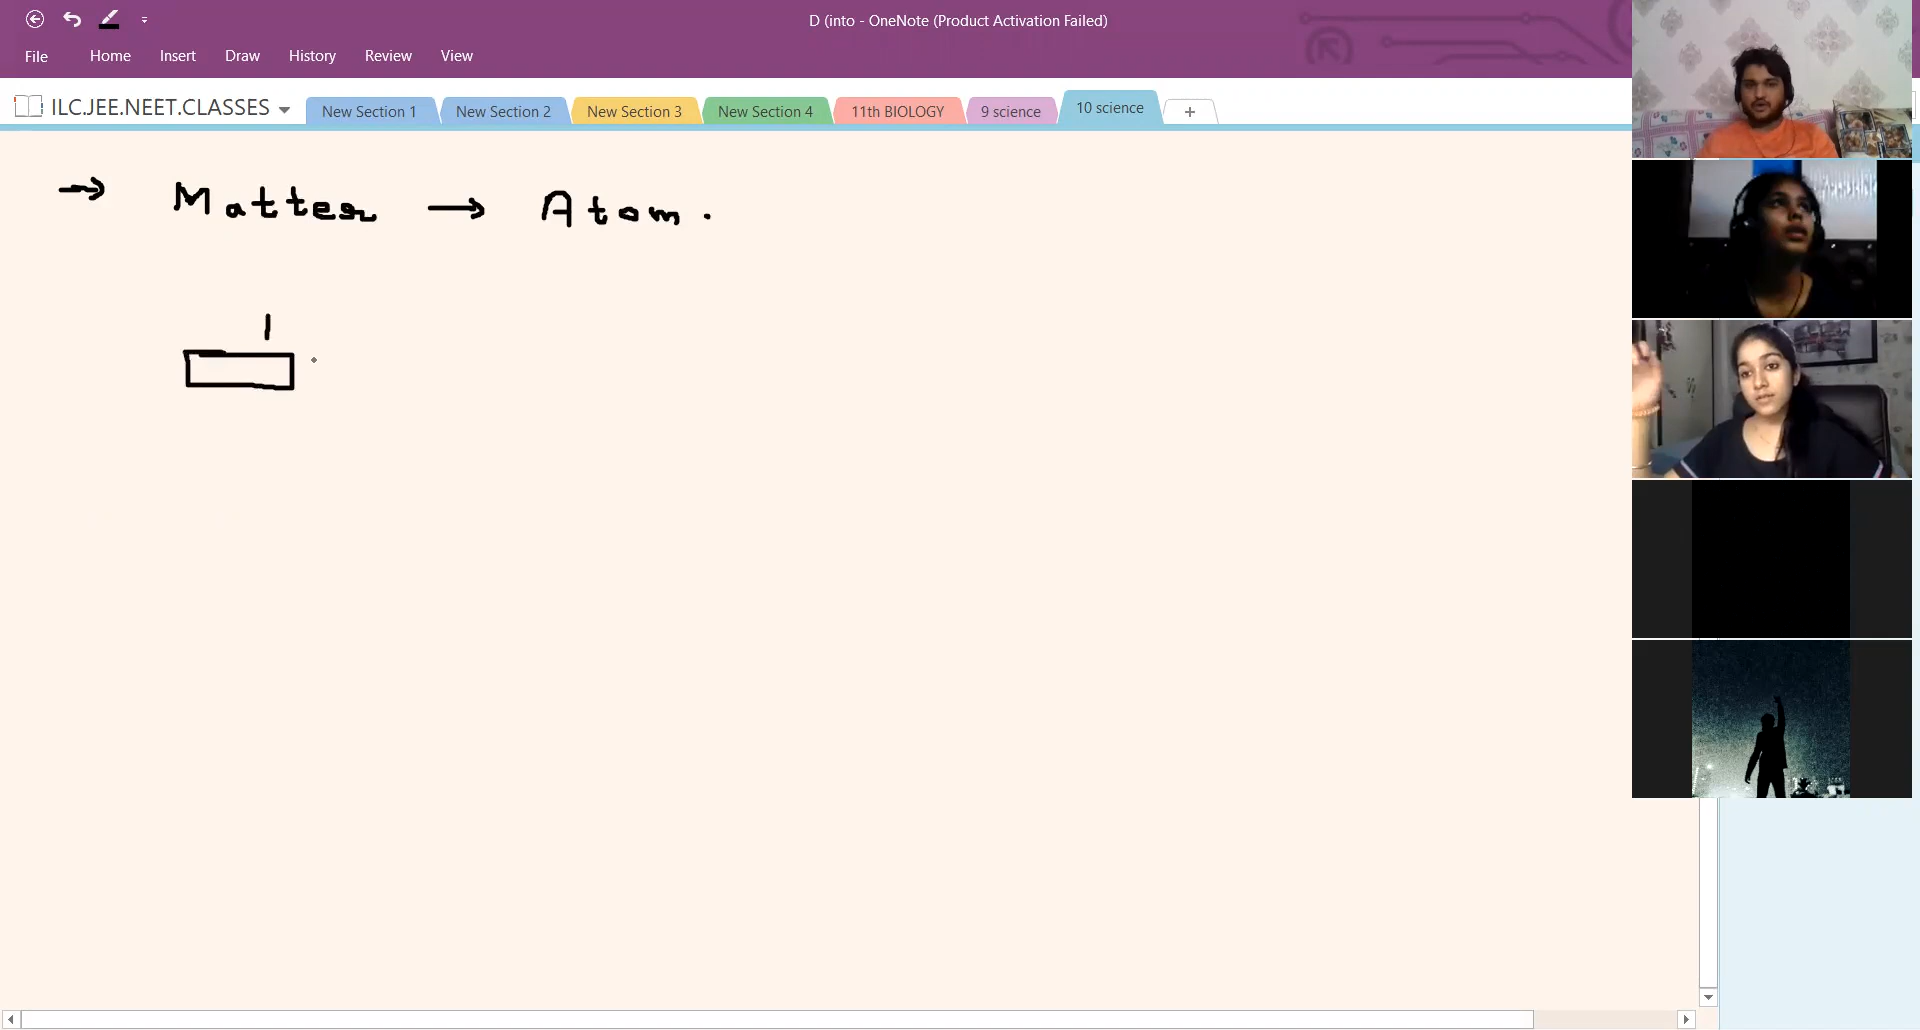 D (into - OneNote (Product Activation Failed)
File Home Insert Draw History Review View
ILC.JEE.NEET.CLASSES New Section 1 New Section 2 New Section 3 New Section 4 11th BIOLOGY 9 science 10 science +
→ Matter → Atom.